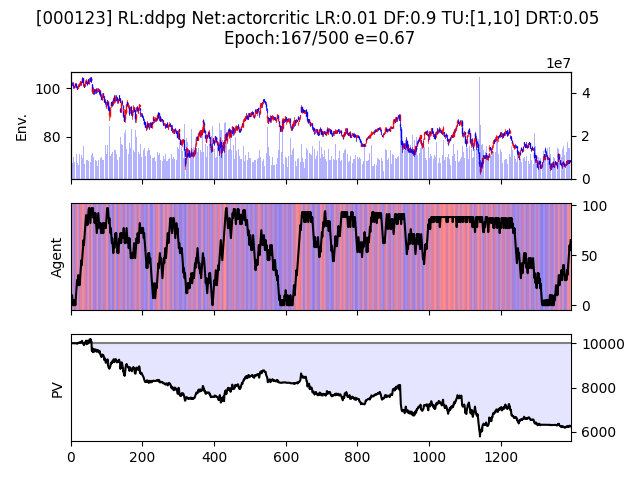 [000123] RL:ddpg Net:actorcritic LR:0.01 DF:0.9 TU:[1,10] DRT:0.05
Epoch:167/500 e=0.67
1e7
100
80
Env.
4
2
0
Agent
100
50
0
PV
10000
8000
6000
0 200 400 600 800 1000 1200